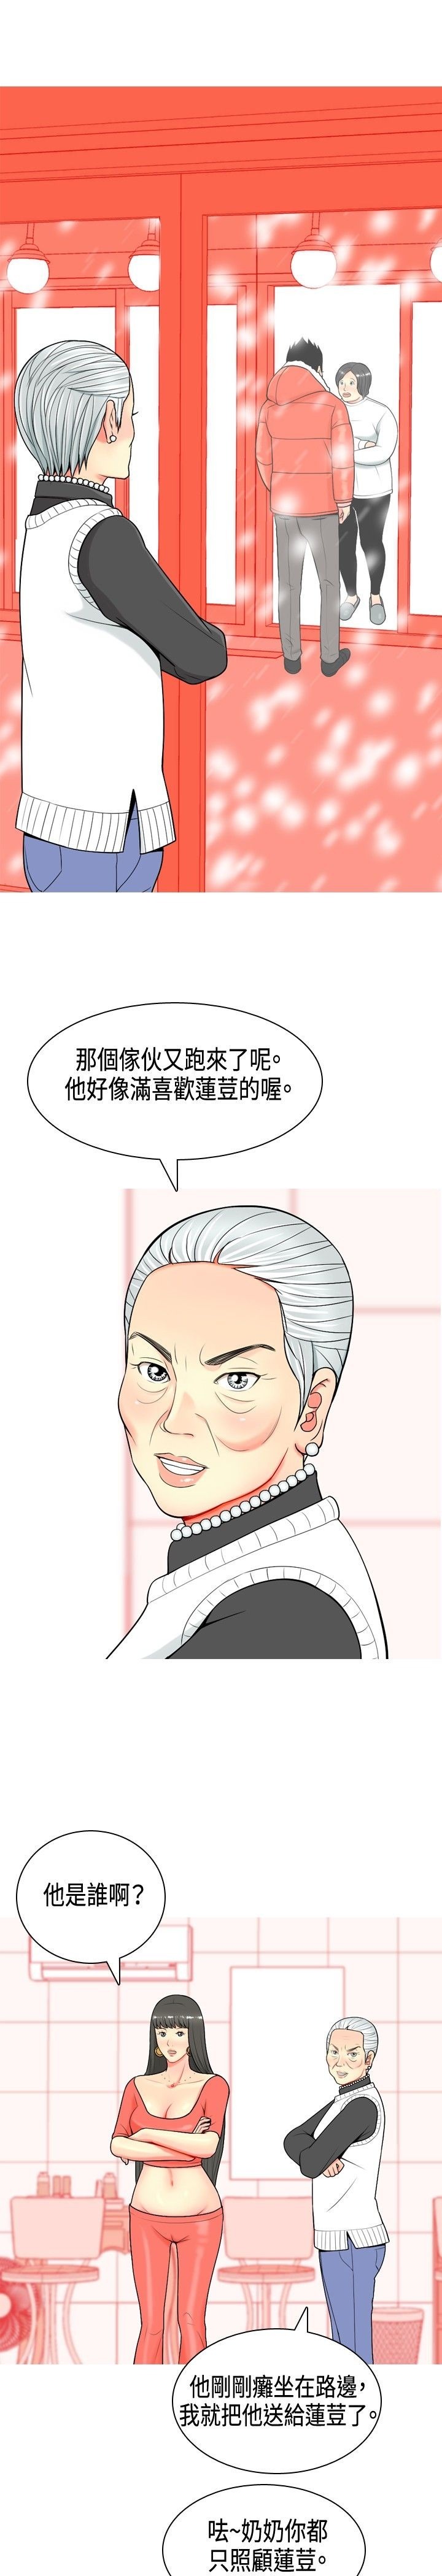 那個傢伙又跑來了呢。
他好像滿喜歡蓮荳的喔。
他是誰啊？
他剛剛癱坐在路邊，
我就把他送給蓮荳了。
呿~奶奶你都
只照顧蓮荳。